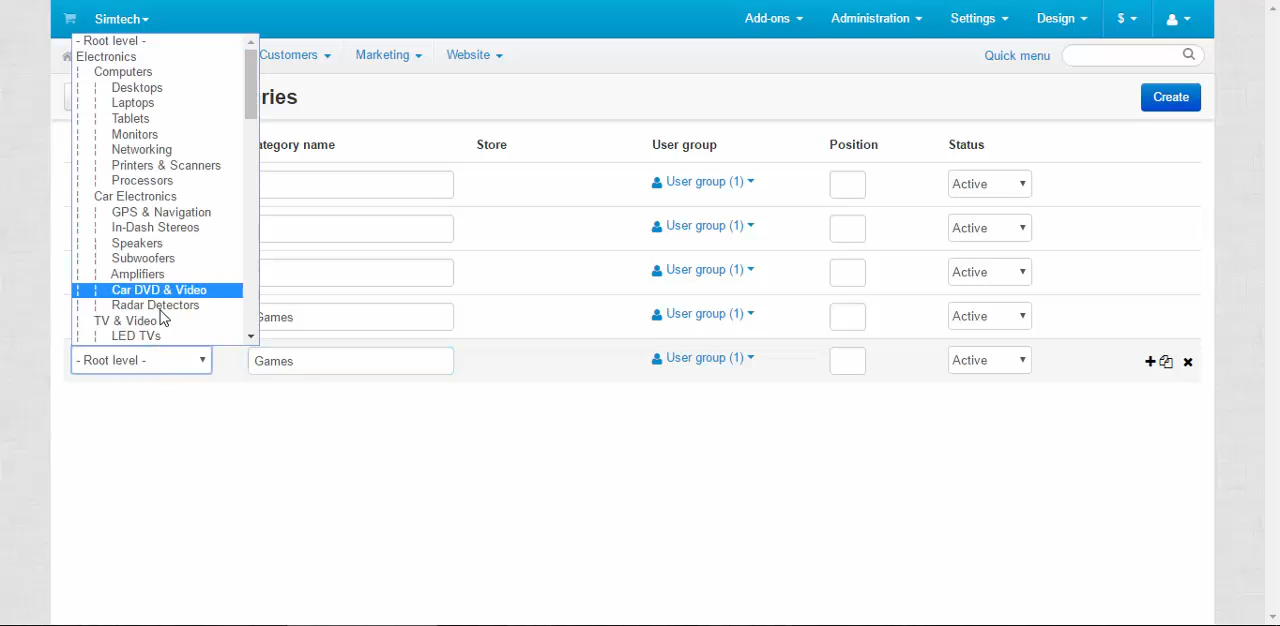 Simtech
Add-ons
Administration
Settings
Design
$
Customers
Marketing
Website
Quick menu
ries
Create
ategory name
Store
User group
Position
Status
- Root level -
Electronics
Computers
Desktops
Laptops
Tablets
Monitors
Networking
Printers & Scanners
Processors
Car Electronics
GPS & Navigation
In-Dash Stereos
Speakers
Subwoofers
Amplifiers
Car DVD & Video
Radar Detectors
TV & Video
LED TVs
User group (1)
Active
User group (1)
Active
User group (1)
Active
Games
User group (1)
Active
- Root level -
Games
User group (1)
Active